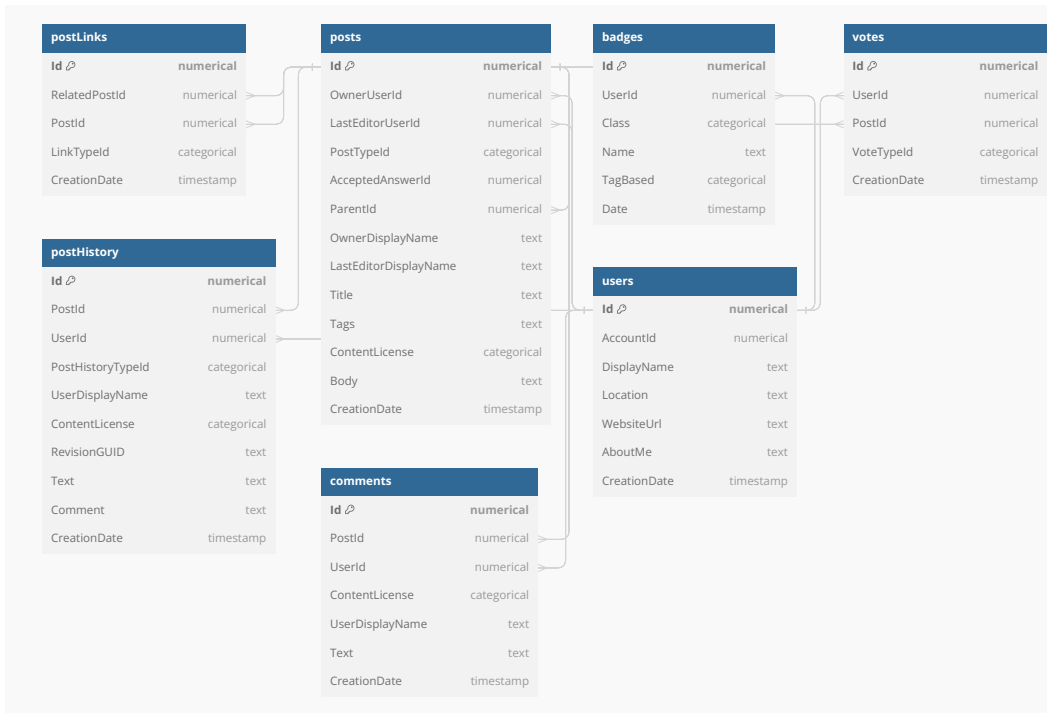 postLinks
Id numerical
RelatedPostId numerical
PostId numerical
LinkTypeId categorical
CreationDate timestamp
posts
Id numerical
OwnerUserId numerical
LastEditorUserId numerical
PostTypeId categorical
AcceptedAnswerId numerical
ParentId numerical
OwnerDisplayName text
LastEditorDisplayName text
Title text
Tags text
ContentLicense categorical
Body text
CreationDate timestamp
badges
Id numerical
UserId numerical
Class categorical
Name text
TagBased categorical
Date timestamp
votes
Id numerical
UserId numerical
PostId numerical
VoteTypeId categorical
CreationDate timestamp
postHistory
Id numerical
PostId numerical
UserId numerical
PostHistoryTypeId categorical
UserDisplayName text
ContentLicense categorical
RevisionGUID text
Text text
Comment text
CreationDate timestamp
users
Id numerical
AccountId numerical
DisplayName text
Location text
WebsiteUrl text
AboutMe text
CreationDate timestamp
comments
Id numerical
PostId numerical
UserId numerical
ContentLicense categorical
UserDisplayName text
Text text
CreationDate timestamp